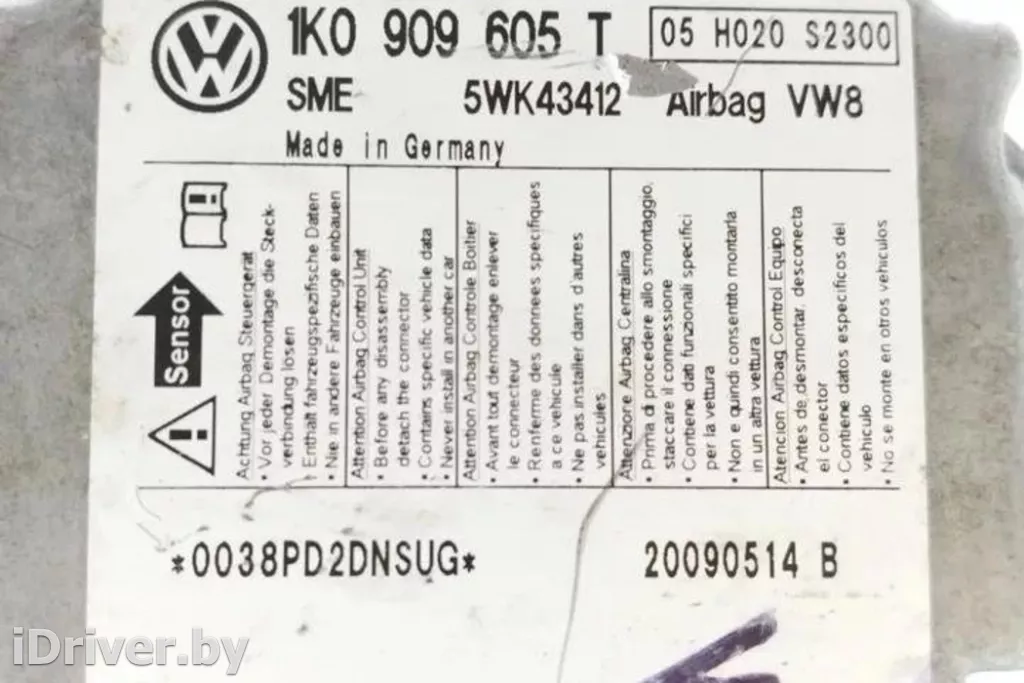 1K0 909 605 T
05 H020 S2300
SME 5WK43412 Airbag VW8
Made in Germany
Sensor
Achtung Airbag Steuergerät
• Vor jeder Demontage die Steck-
verbindung lösen
• Enthält fahrzeugspezifische Daten
• Nie in andere Fahrzeuge einbauen
Attention Airbag Control Unit
• Before any disassembly
detach the connector
• Contains specific vehicle data
• Never install in another car
Attention Airbag Controle Boitier
• Avant tout demontage enlever
le connecteur
• Renferme des donnees specifiques
a ce vehicule
• Ne pas installer dans d'autres
vehicules
Attenzione Airbag Centralina
• Prima di procedere allo smontaggio,
staccare il connessione
• Contiene dati funzionali specifici
per la vettura
• Non e quindi consentito montarla
in un altra vettura
Atencion Airbag Control Equipo
• Antes de desmontar, desconecta
el conector
• Contiene datos especificos del
vehiculo
• No se monte en otros vehiculos
*0038PD2DNSUG*
20090514 B
iDriver.by